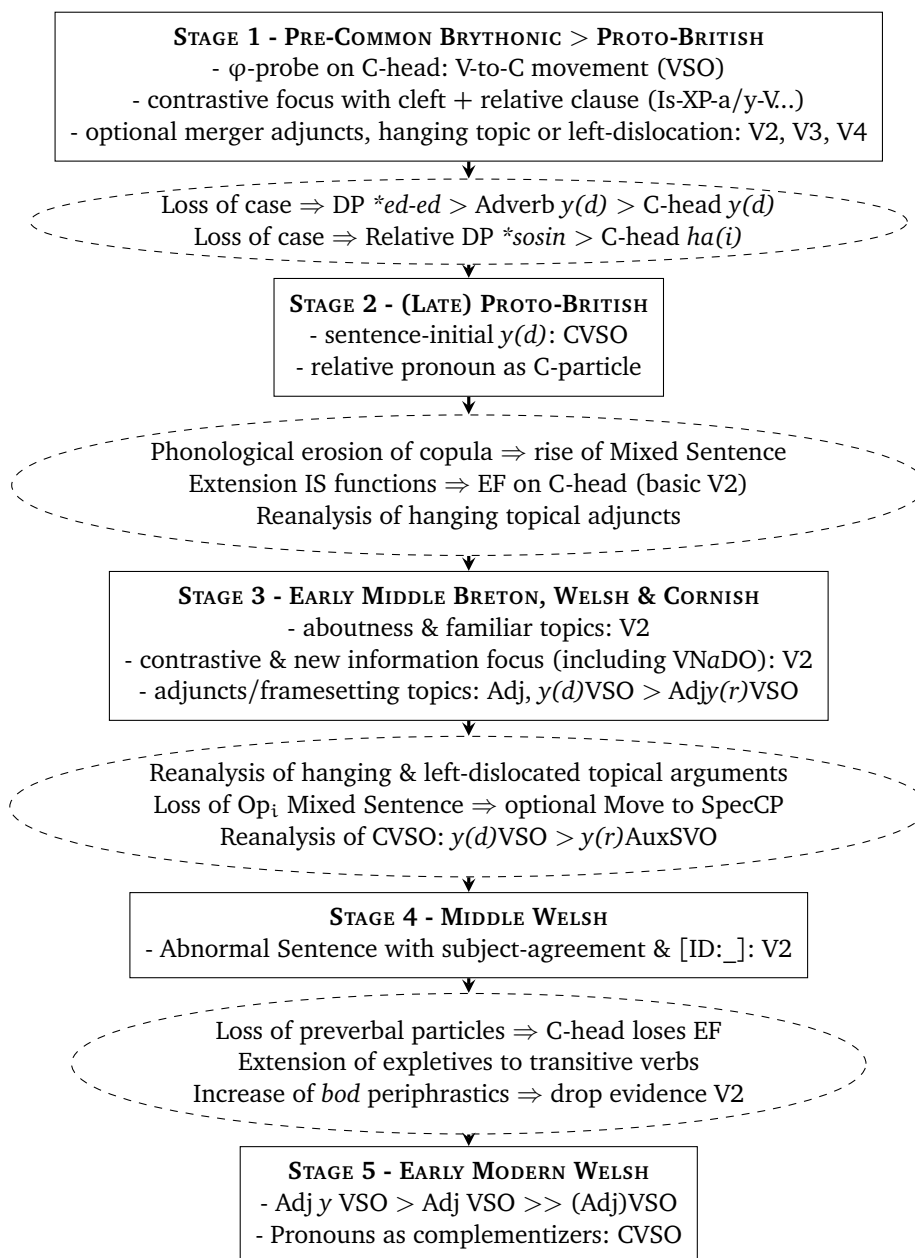 STAGE 1 - PRE-COMMON BRYTHONIC > PROTO-BRITISH
- φ-probe on C-head: V-to-C movement (VSO)
- contrastive focus with cleft + relative clause (Is-XP-a/y-V...)
- optional merger adjuncts, hanging topic or left-dislocation: V2, V3, V4
Loss of case ⇒ DP *ed-ed > Adverb y(d) > C-head y(d)
Loss of case ⇒ Relative DP *sosin > C-head ha(i)
STAGE 2 - (LATE) PROTO-BRITISH
- sentence-initial y(d): CVSO
- relative pronoun as C-particle
Phonological erosion of copula ⇒ rise of Mixed Sentence
Extension IS functions ⇒ EF on C-head (basic V2)
Reanalysis of hanging topical adjuncts
STAGE 3 - EARLY MIDDLE BRETON, WELSH & CORNISH
- aboutness & familiar topics: V2
- contrastive & new information focus (including VNaDO): V2
- adjuncts/framesetting topics: Adj, y(d)VSO > Adjy(r)VSO
Reanalysis of hanging & left-dislocated topical arguments
Loss of Opᵢ Mixed Sentence ⇒ optional Move to SpecCP
Reanalysis of CVSO: y(d)VSO > y(r)AuxSVO
STAGE 4 - MIDDLE WELSH
- Abnormal Sentence with subject-agreement & [ID:_]: V2
Loss of preverbal particles ⇒ C-head loses EF
Extension of expletives to transitive verbs
Increase of bod periphrastics ⇒ drop evidence V2
STAGE 5 - EARLY MODERN WELSH
- Adj y VSO > Adj VSO >> (Adj)VSO
- Pronouns as complementizers: CVSO